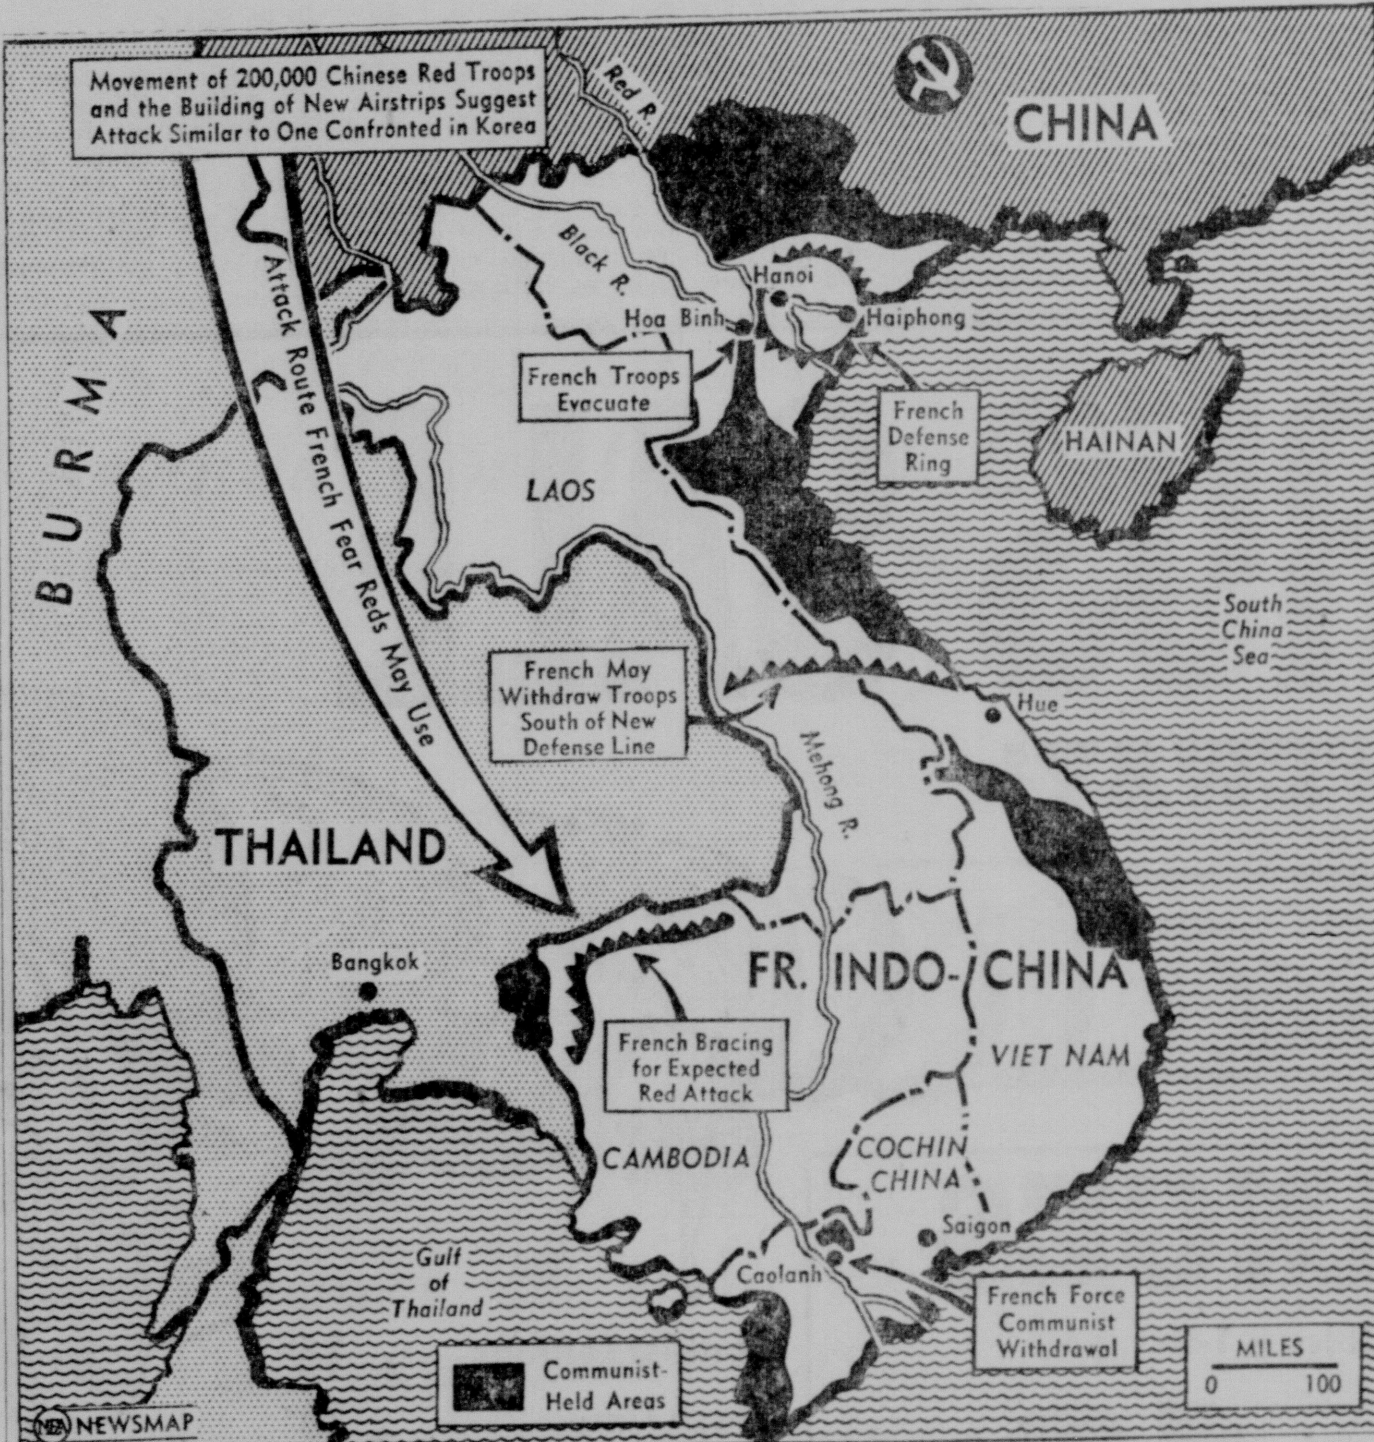 Movement of 200,000 Chinese Red Troops
and the Building of New Airstrips Suggest
Attack Similar to One Confronted in Korea
Red R.
CHINA
Black R.
Hanoi
Hoa Binh
Haiphong
BURMA
Attack Route French Fear Reds May Use
French Troops
Evacuate
French
Defense
Ring
HAINAN
LAOS
South
China
Sea
French May
Withdraw Troops
South of New
Defense Line
Hue
Mehong R.
THAILAND
Bangkok
FR. INDO-CHINA
French Bracing
for Expected
Red Attack
VIET NAM
CAMBODIA
COCHIN
CHINA
Saigon
Gulf
of
Thailand
Caolanh
French Force
Communist
Withdrawal
Communist-
Held Areas
MILES
0 100
NEA NEWSMAP